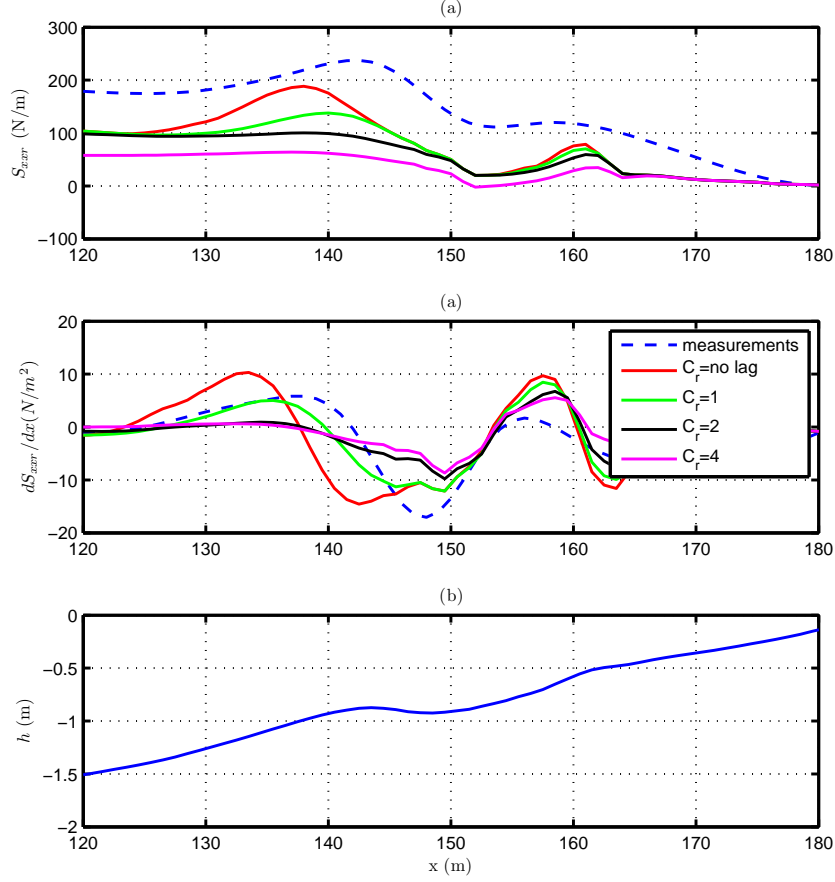 (a)
300
200
100
0
−100
S_xxr (N/m)
120 130 140 150 160 170 180
(a)
20
10
0
−10
−20
dS_xxr/dx(N/m²)
measurements
C_r=no lag
C_r=1
C_r=2
C_r=4
120 130 140 150 160 170 180
(b)
0
−0.5
−1
−1.5
−2
h (m)
120 130 140 150 160 170 180
x (m)